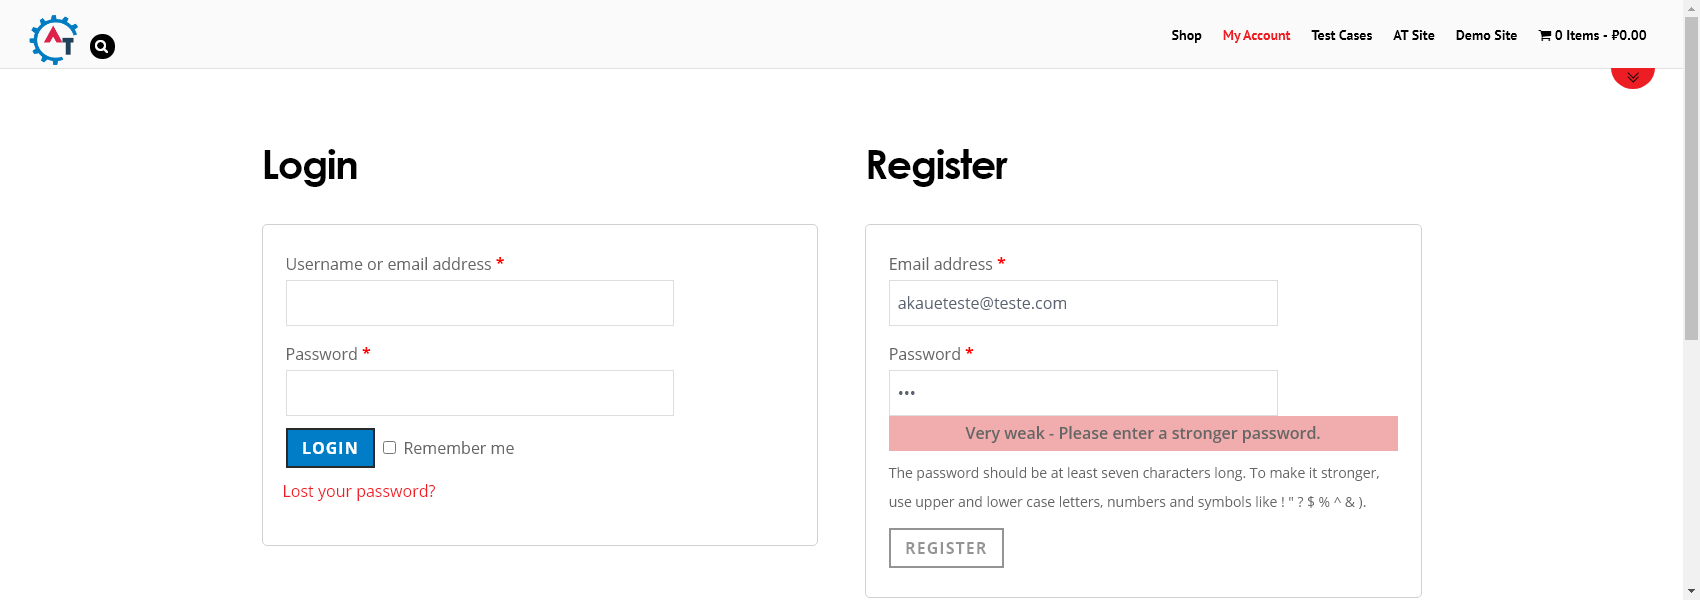 AT
Shop My Account Test Cases AT Site Demo Site 0 Items - ₽0.00
Login
Username or email address *
Password *
LOGIN Remember me
Lost your password?
Register
Email address *
akaueteste@teste.com
Password *
•••
Very weak - Please enter a stronger password.
The password should be at least seven characters long. To make it stronger,
use upper and lower case letters, numbers and symbols like ! " ? $ % ^ & ).
REGISTER